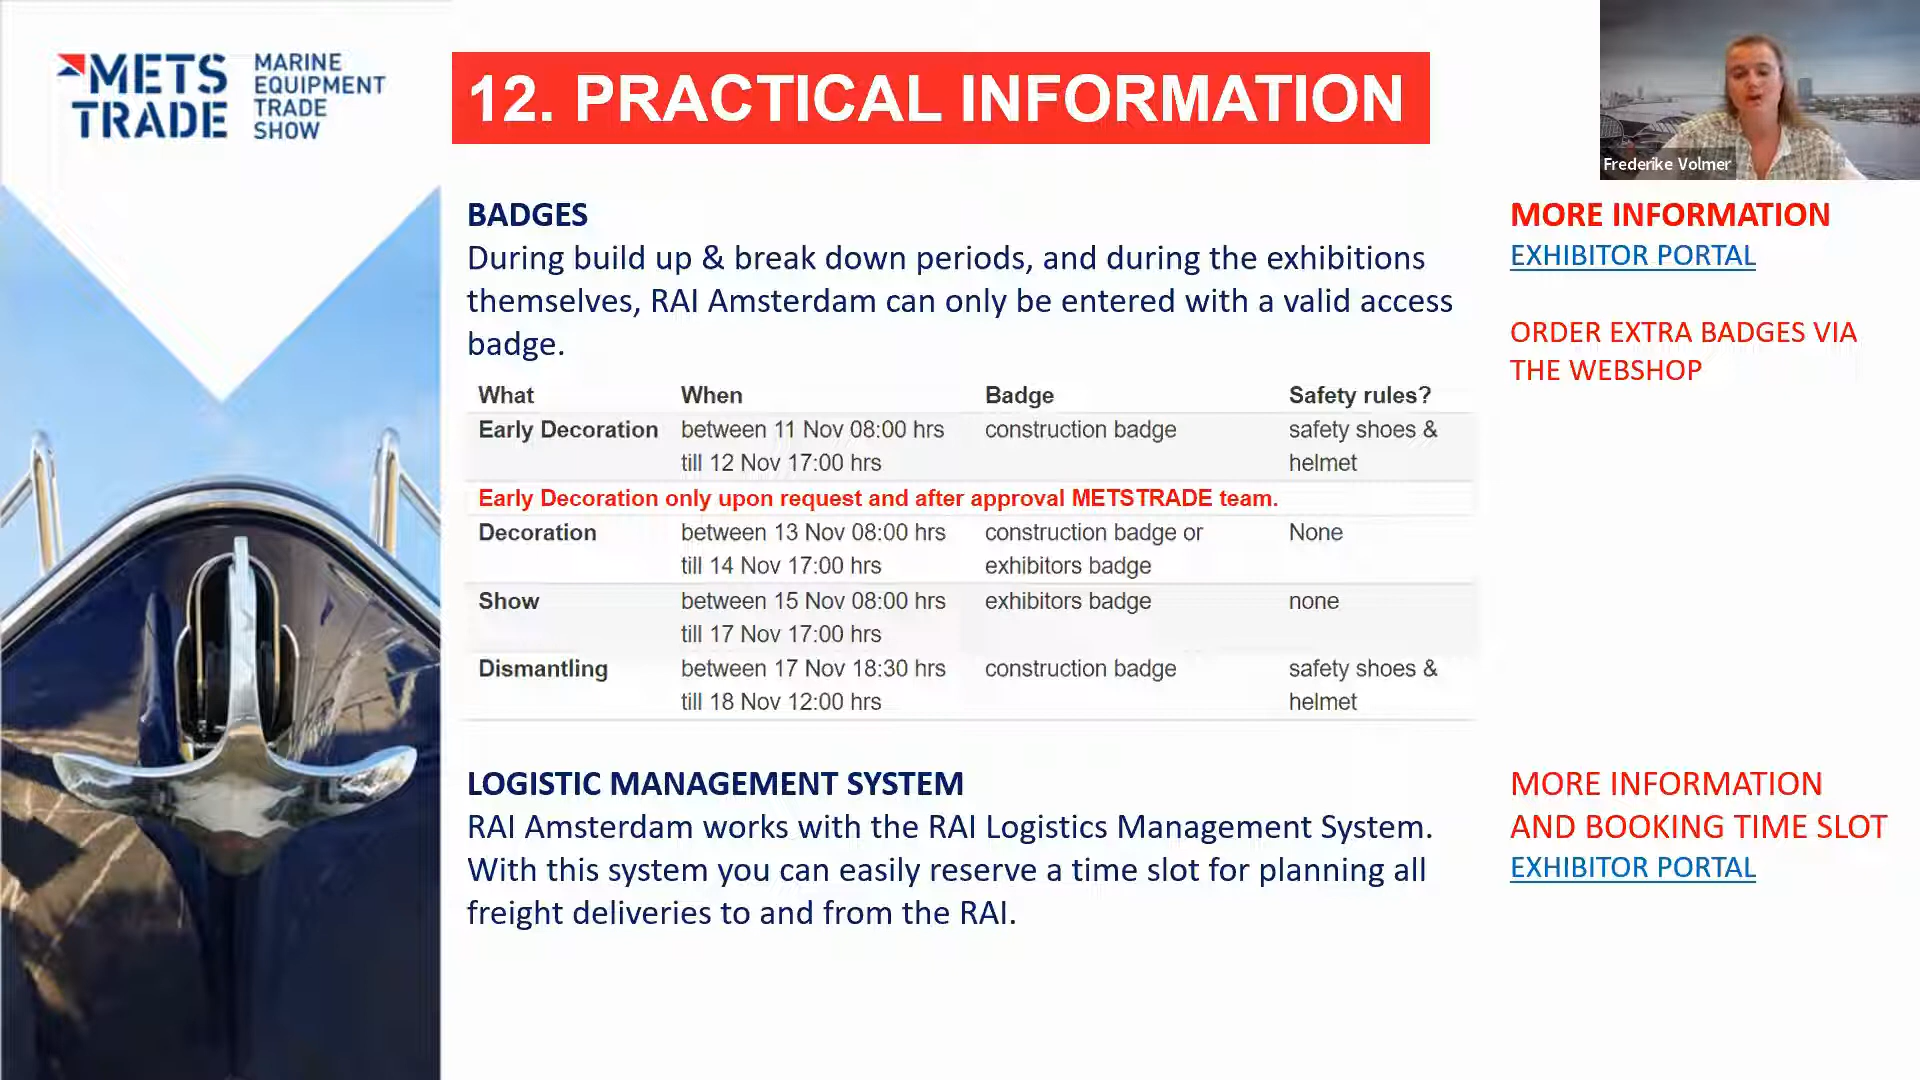 METS TRADE
MARINE EQUIPMENT TRADE SHOW
12. PRACTICAL INFORMATION
Frederike Volmer
BADGES
During build up & break down periods, and during the exhibitions
themselves, RAI Amsterdam can only be entered with a valid access
badge.
MORE INFORMATION
EXHIBITOR PORTAL
ORDER EXTRA BADGES VIA
THE WEBSHOP
What When Badge Safety rules?
Early Decoration between 11 Nov 08:00 hrs construction badge safety shoes &
till 12 Nov 17:00 hrs helmet
Early Decoration only upon request and after approval METSTRADE team.
Decoration between 13 Nov 08:00 hrs construction badge or None
till 14 Nov 17:00 hrs exhibitors badge
Show between 15 Nov 08:00 hrs exhibitors badge none
till 17 Nov 17:00 hrs
Dismantling between 17 Nov 18:30 hrs construction badge safety shoes &
till 18 Nov 12:00 hrs helmet
LOGISTIC MANAGEMENT SYSTEM
RAI Amsterdam works with the RAI Logistics Management System.
With this system you can easily reserve a time slot for planning all
freight deliveries to and from the RAI.
MORE INFORMATION
AND BOOKING TIME SLOT
EXHIBITOR PORTAL